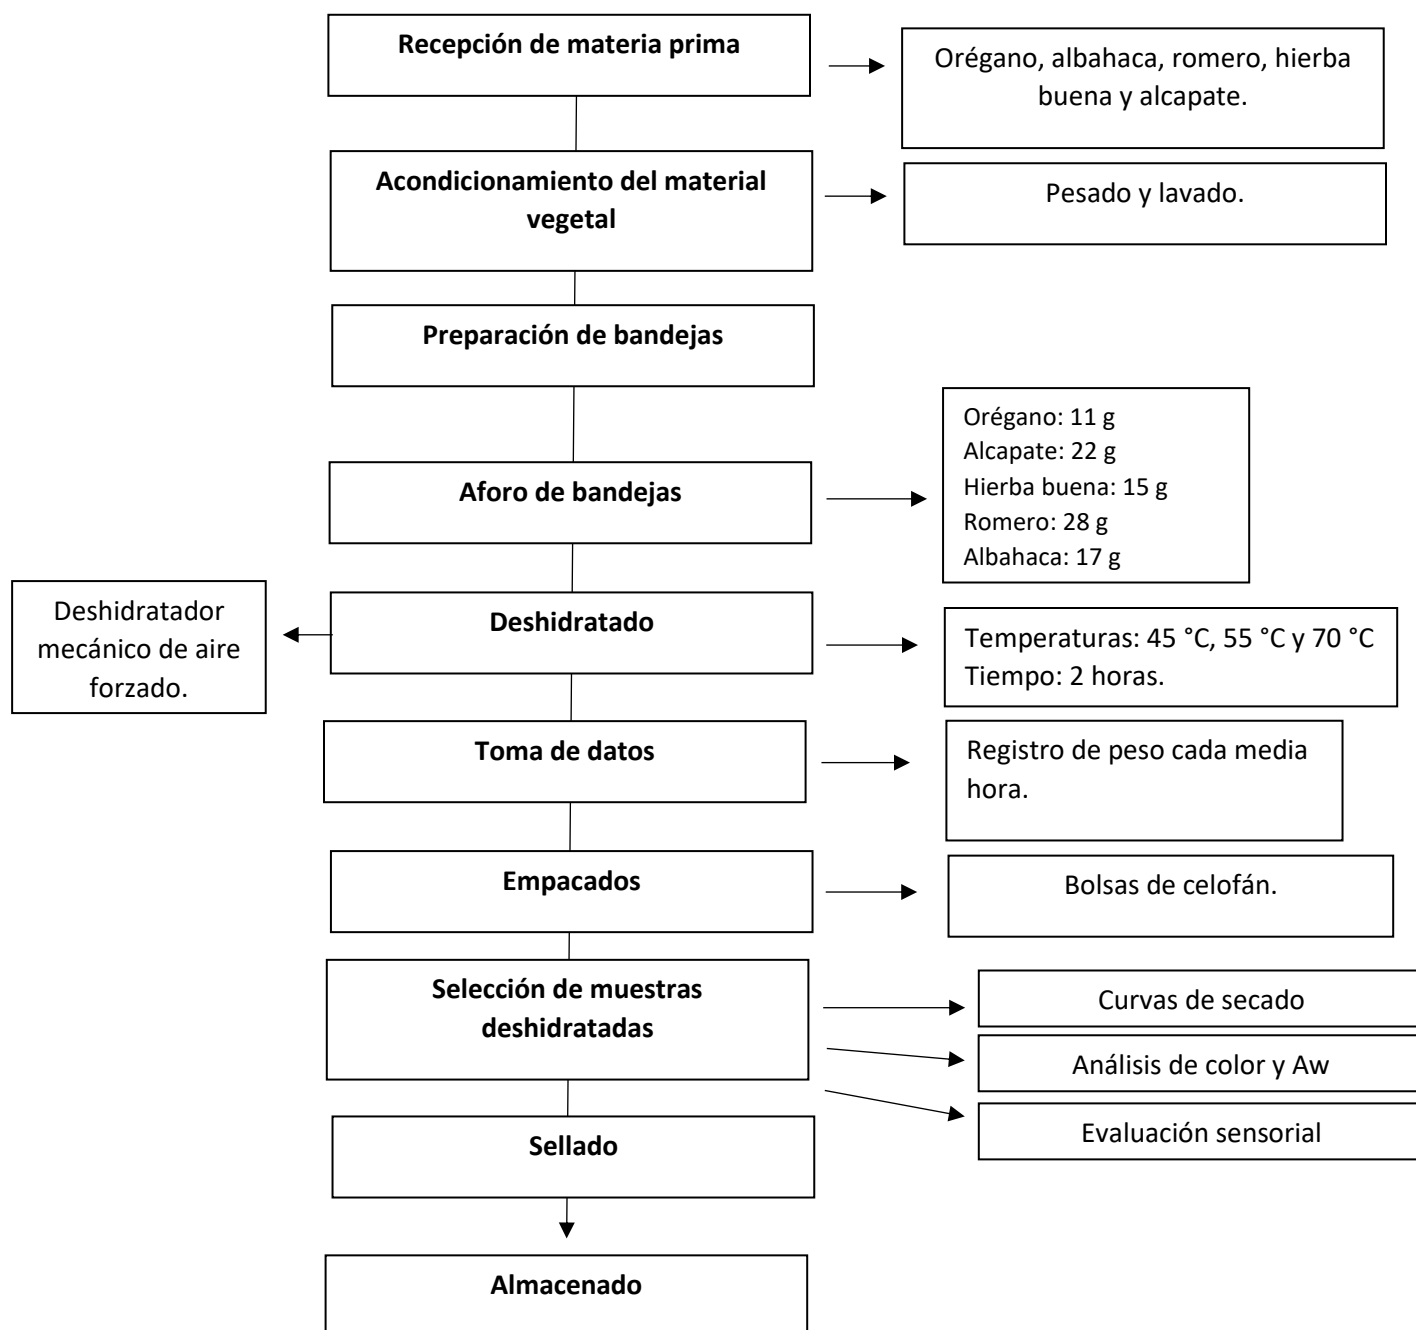 Recepción de materia prima
Orégano, albahaca, romero, hierba
buena y alcapate.
Acondicionamiento del material
vegetal
Pesado y lavado.
Preparación de bandejas
Aforo de bandejas
Orégano: 11 g
Alcapate: 22 g
Hierba buena: 15 g
Romero: 28 g
Albahaca: 17 g
Deshidratador
mecánico de aire
forzado.
Deshidratado
Temperaturas: 45 °C, 55 °C y 70 °C
Tiempo: 2 horas.
Toma de datos
Registro de peso cada media
hora.
Empacados
Bolsas de celofán.
Selección de muestras
deshidratadas
Curvas de secado
Análisis de color y Aw
Evaluación sensorial
Sellado
Almacenado